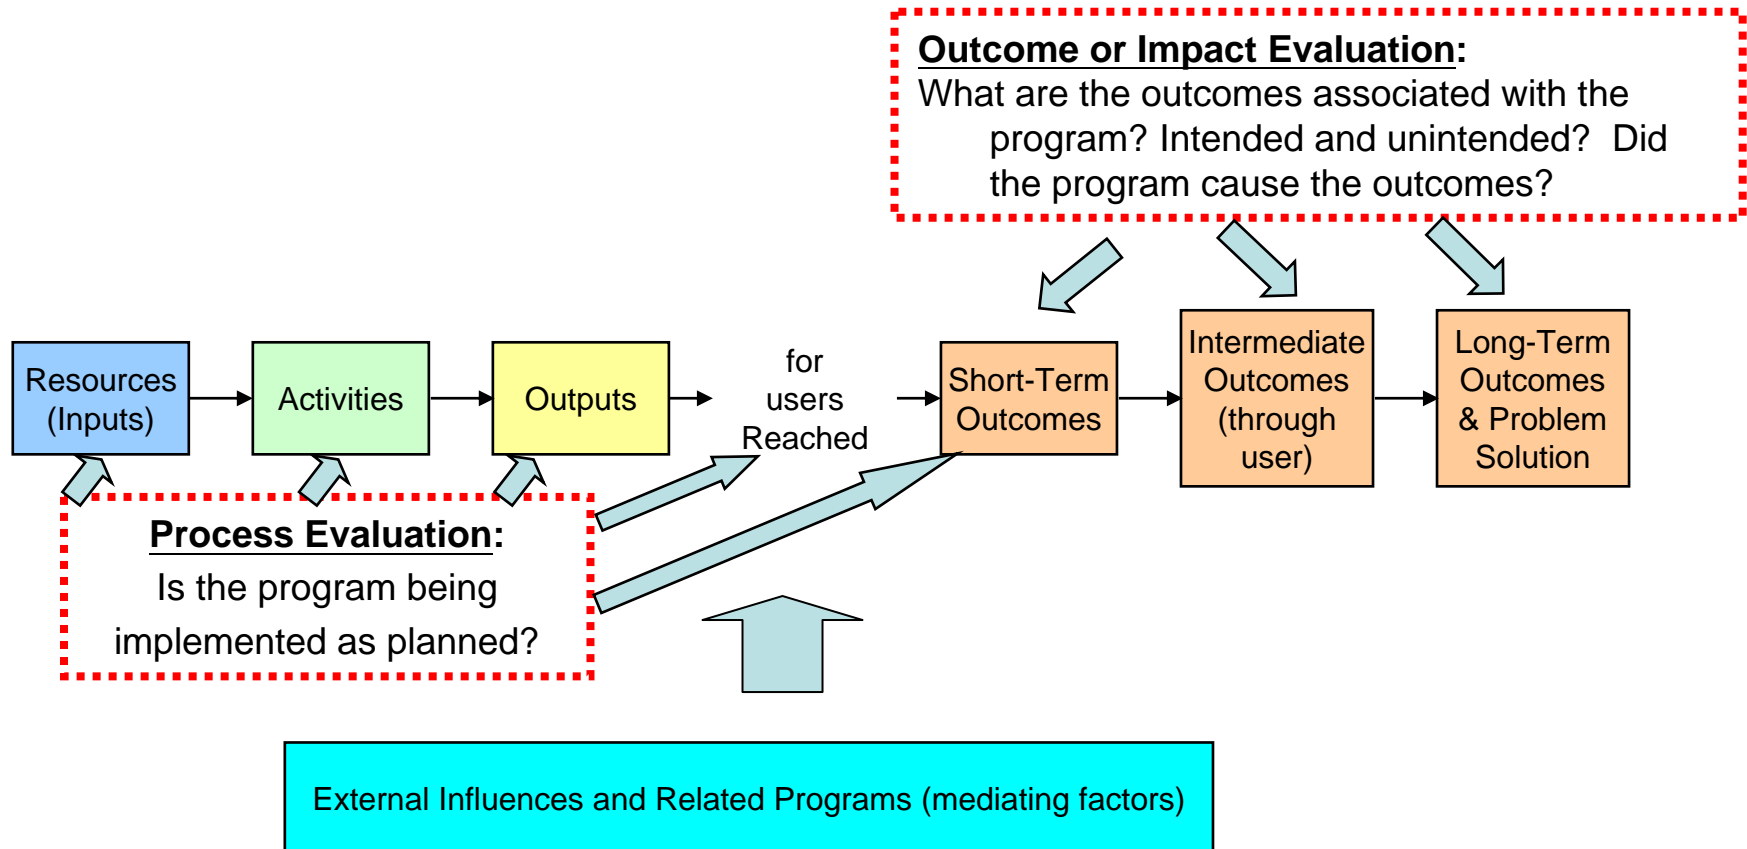 Outcome or Impact Evaluation:
What are the outcomes associated with the
program? Intended and unintended?  Did
the program cause the outcomes?
Resources
(Inputs)
Activities
Outputs
for
users
Reached
Short-Term
Outcomes
Intermediate
Outcomes
(through
user)
Long-Term
Outcomes
& Problem
Solution
Process Evaluation:
Is the program being
implemented as planned?
External Influences and Related Programs (mediating factors)